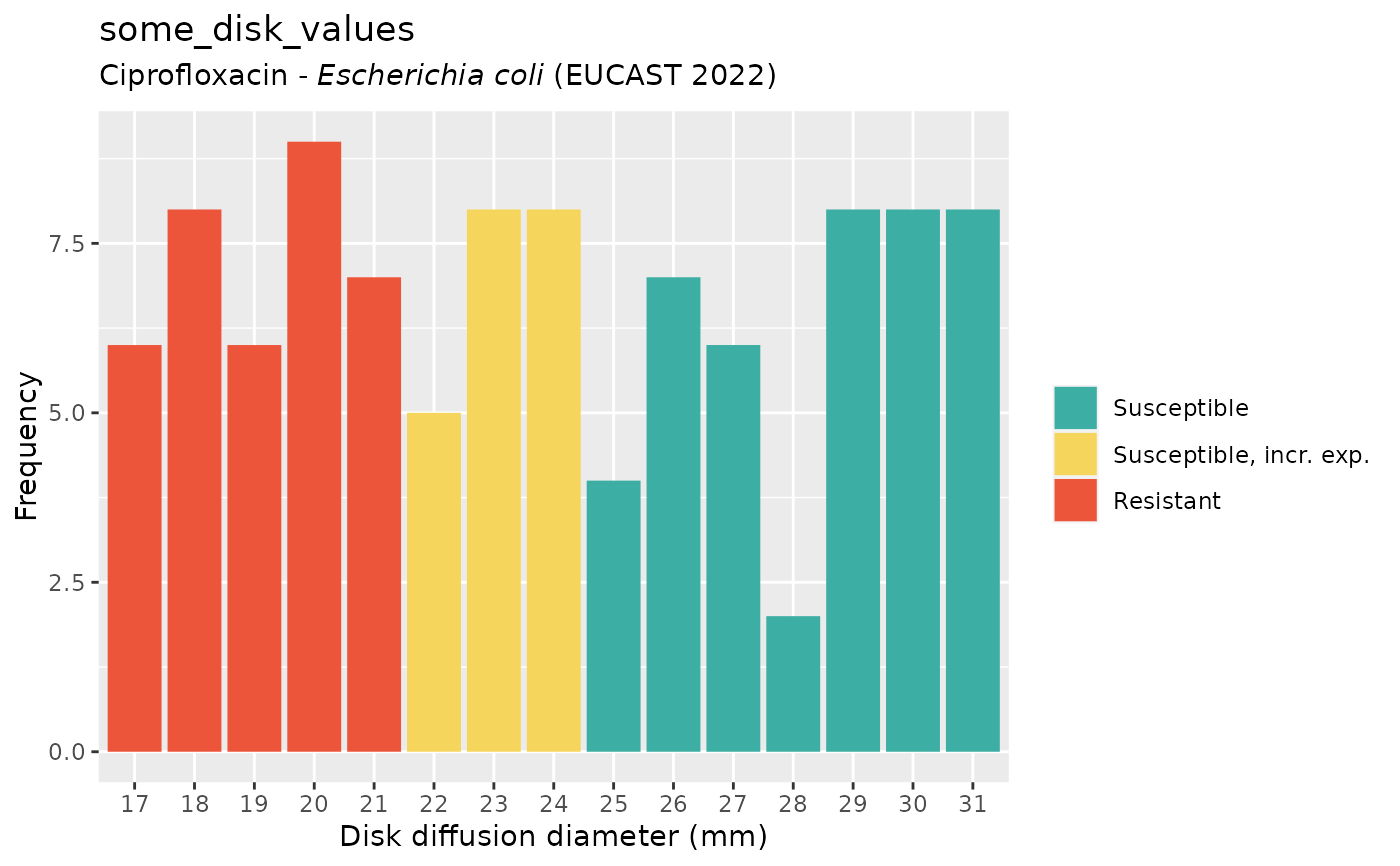 some_disk_values
Ciprofloxacin - Escherichia coli (EUCAST 2022)
Frequency
7.5
5.0
2.5
0.0
17 18 19 20 21 22 23 24 25 26 27 28 29 30 31
Disk diffusion diameter (mm)
Susceptible
Susceptible, incr. exp.
Resistant